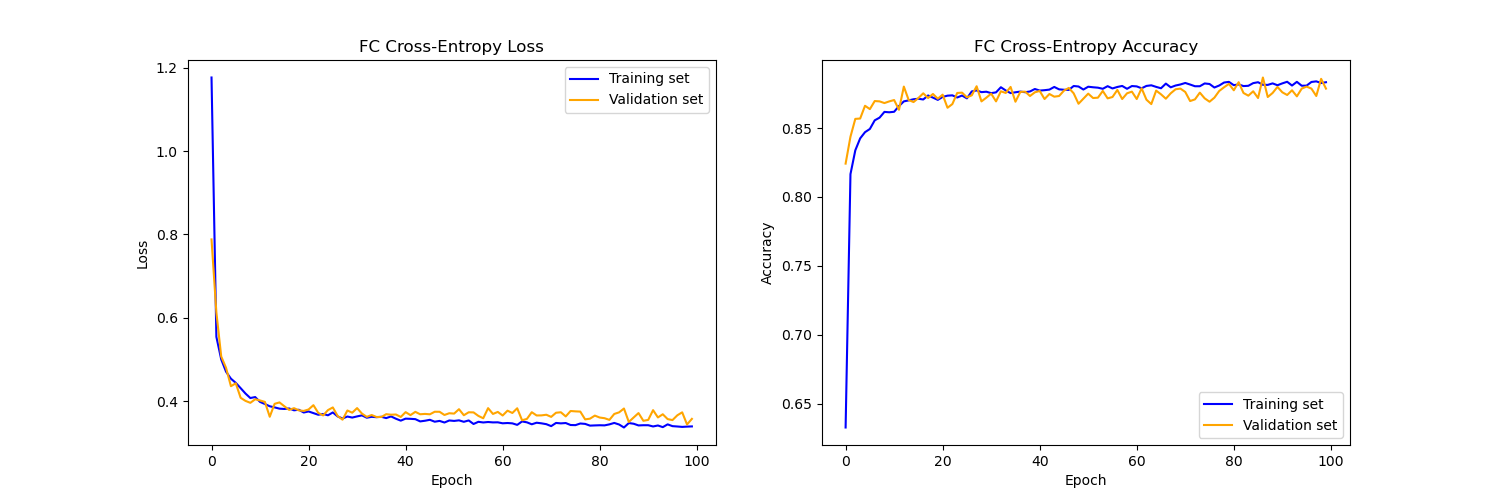 FC Cross-Entropy Loss
1.2
1.0
0.8
0.6
0.4
Loss
0
20
40
60
80
100
Epoch
Training set
Validation set
FC Cross-Entropy Accuracy
0.85
0.80
0.75
0.70
0.65
Accuracy
0
20
40
60
80
100
Epoch
Training set
Validation set